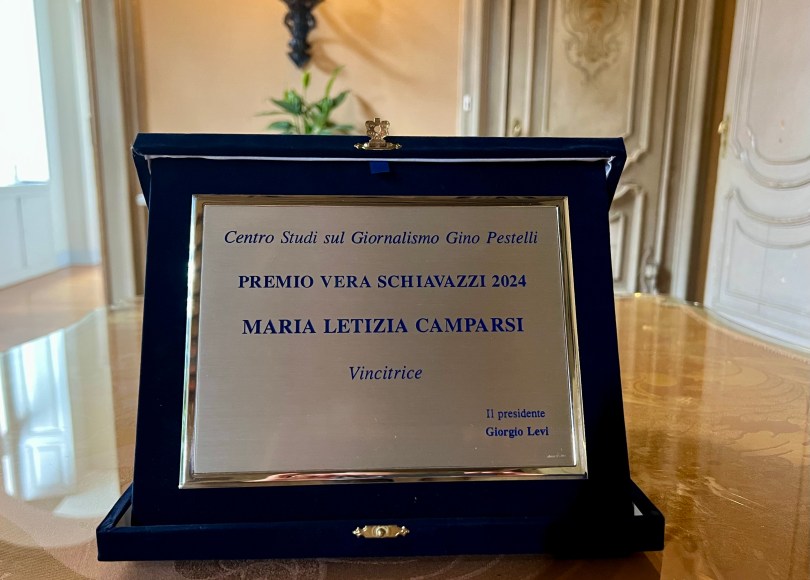 Centro Studi sul Giornalismo Gino Pestelli
PREMIO VERA SCHIAVAZZI 2024
MARIA LETIZIA CAMPARSI
Vincitrice
Il presidente
Giorgio Levi